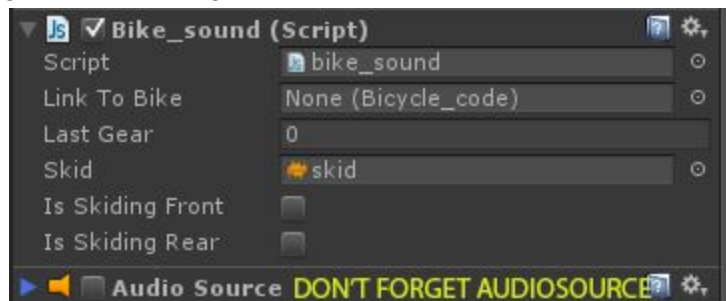 Js Bike_sound (Script)
Script bike_sound
Link To Bike None (Bicycle_code)
Last Gear 0
Skid skid
Is Skiding Front
Is Skiding Rear
Audio Source DON'T FORGET AUDIOSOURCE